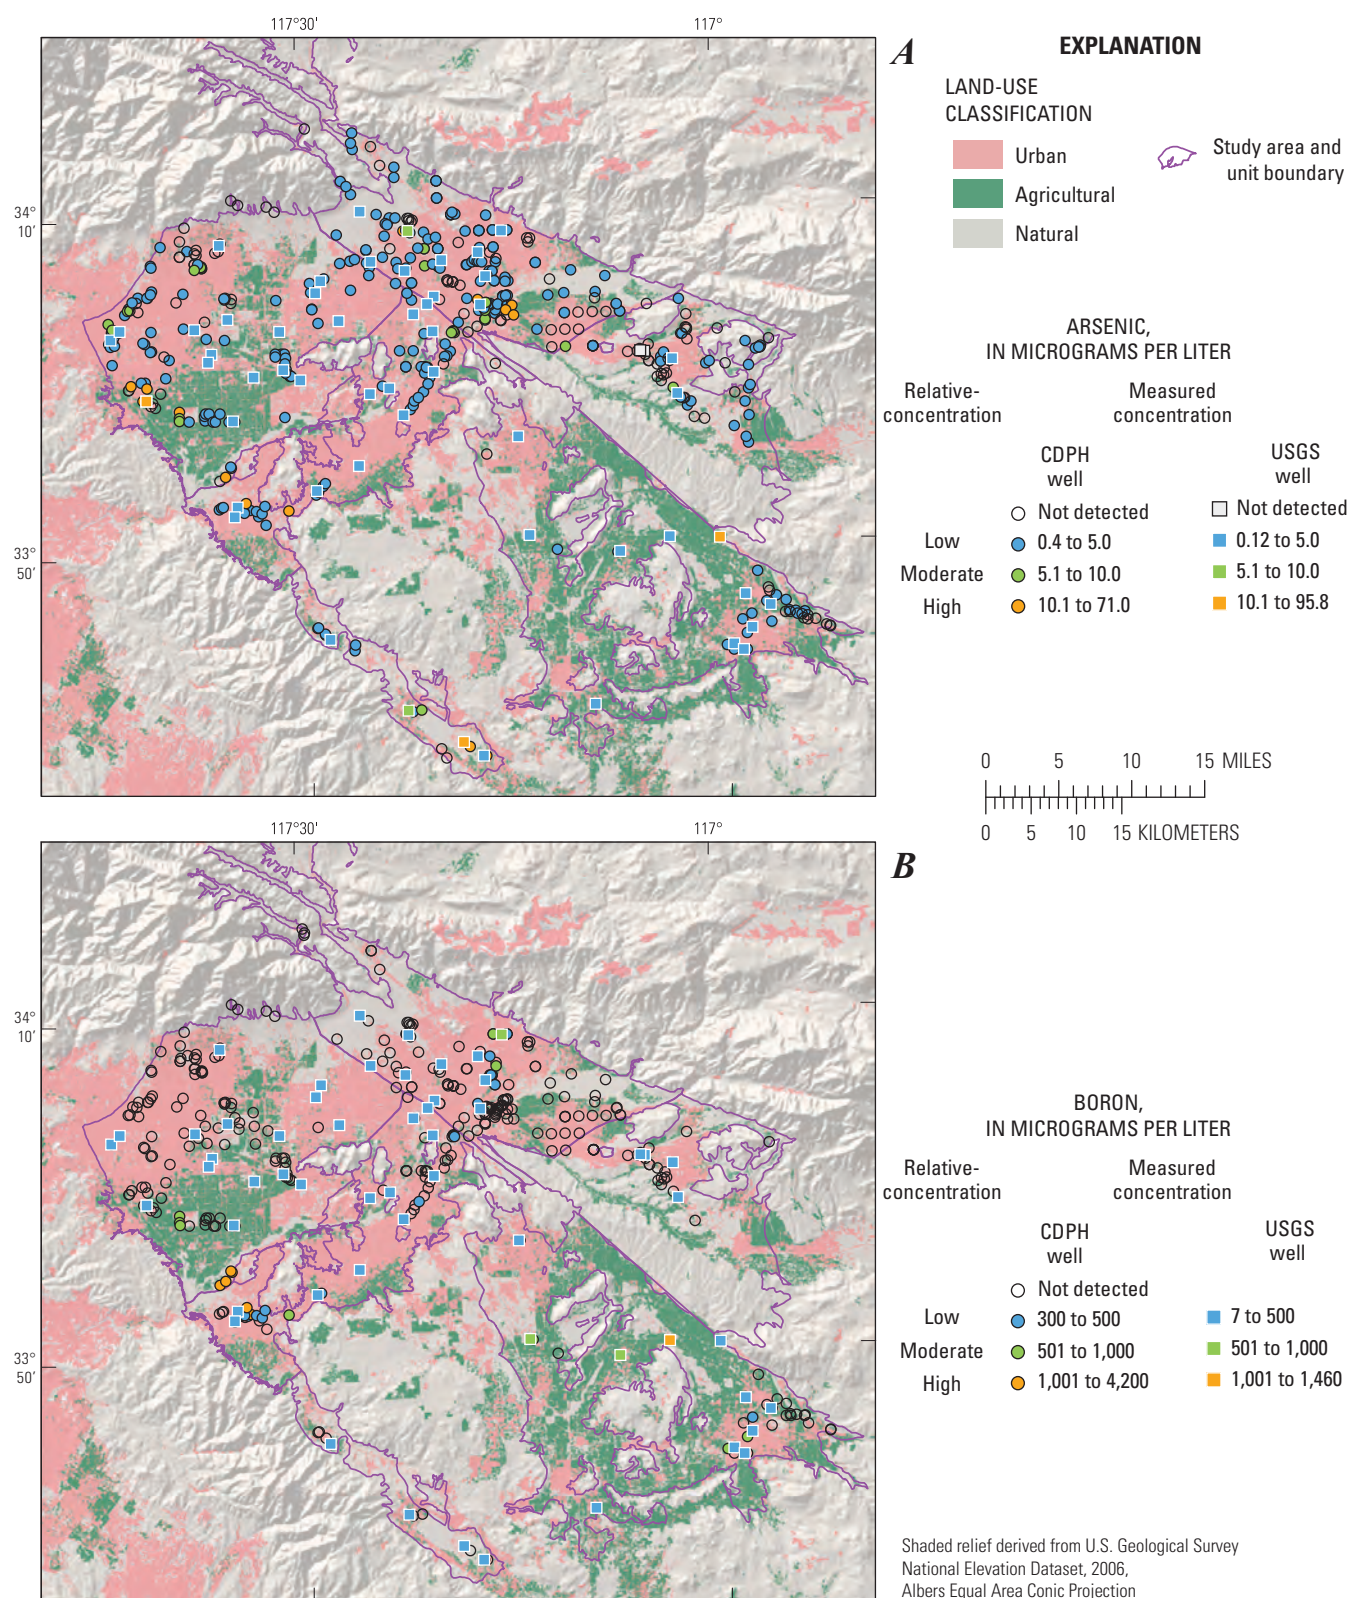 117°30'
117°
A
34°
10'
33°
50'
EXPLANATION
LAND-USE
CLASSIFICATION
Urban
Agricultural
Natural
Study area and
unit boundary
ARSENIC,
IN MICROGRAMS PER LITER
Relative-
concentration
Measured
concentration
CDPH
well
USGS
well
Not detected
Not detected
Low
0.4 to 5.0
0.12 to 5.0
Moderate
5.1 to 10.0
5.1 to 10.0
High
10.1 to 71.0
10.1 to 95.8
0 5 10 15 MILES
0 5 10 15 KILOMETERS
117°30'
117°
B
34°
10'
33°
50'
BORON,
IN MICROGRAMS PER LITER
Relative-
concentration
Measured
concentration
CDPH
well
USGS
well
Not detected
Low
300 to 500
7 to 500
Moderate
501 to 1,000
501 to 1,000
High
1,001 to 4,200
1,001 to 1,460
Shaded relief derived from U.S. Geological Survey
National Elevation Dataset, 2006,
Albers Equal Area Conic Projection